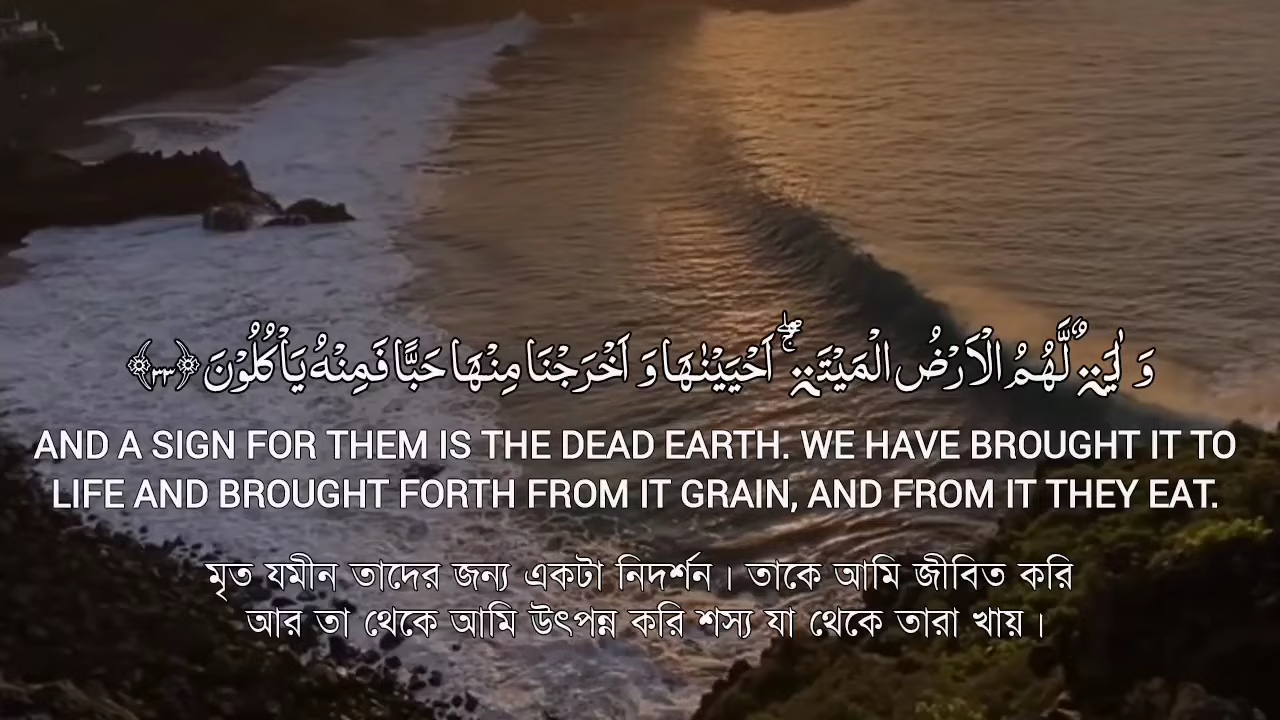 وَ اٰیَةٌ لَّهُمُ الْاَرْضُ الْمَیْتَةُ ۖۚ اَحْیَیْنٰهَا وَ اَخْرَجْنَا مِنْهَا حَبًّا فَمِنْهُ یَاْكُلُوْنَ ﴿۳۳﴾
AND A SIGN FOR THEM IS THE DEAD EARTH. WE HAVE BROUGHT IT TO
LIFE AND BROUGHT FORTH FROM IT GRAIN, AND FROM IT THEY EAT.
মৃত যমীন তাদের জন্য একটা নিদর্শন। তাকে আমি জীবিত করি
আর তা থেকে আমি উৎপন্ন করি শস্য যা থেকে তারা খায়।